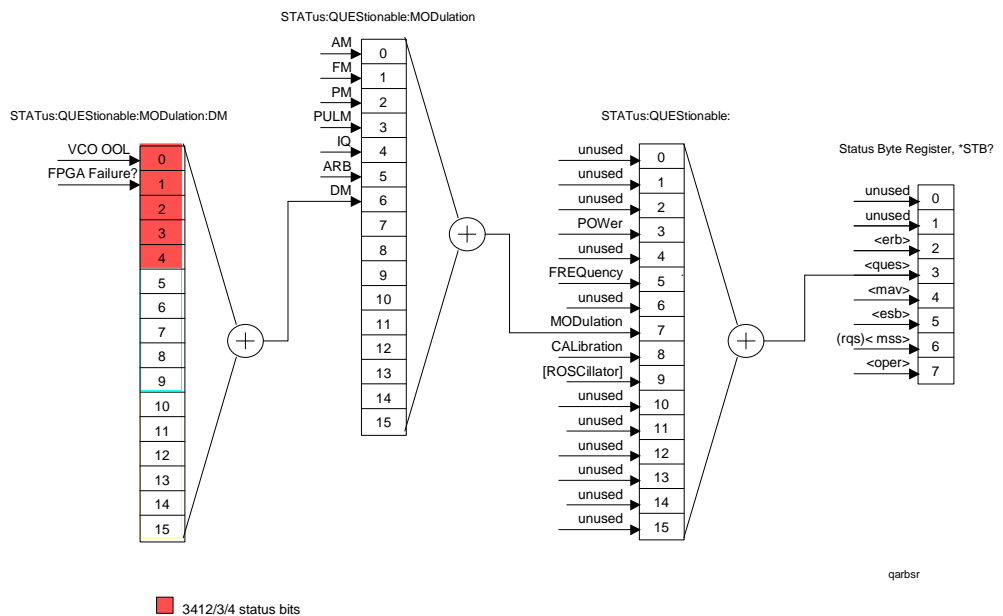 STATus:QUEStionable:MODulation
AM
0
FM
1
PM
2
PULM
3
IQ
4
ARB
5
DM
6
7
8
9
10
11
12
13
14
15
STATus:QUEStionable:MODulation:DM
VCO OOL
0
FPGA Failure?
1
2
3
4
5
6
7
8
9
10
11
12
13
14
15
STATus:QUEStionable:
unused
0
unused
1
unused
2
POWer
3
unused
4
FREQuency
5
unused
6
MODulation
7
CALibration
8
[ROSCillator]
9
unused
10
unused
11
unused
12
unused
13
unused
14
unused
15
Status Byte Register, *STB?
unused
0
unused
1
<erb>
2
<ques>
3
<mav>
4
<esb>
5
(rqs)< mss>
6
<oper>
7
qarbsr
3412/3/4 status bits